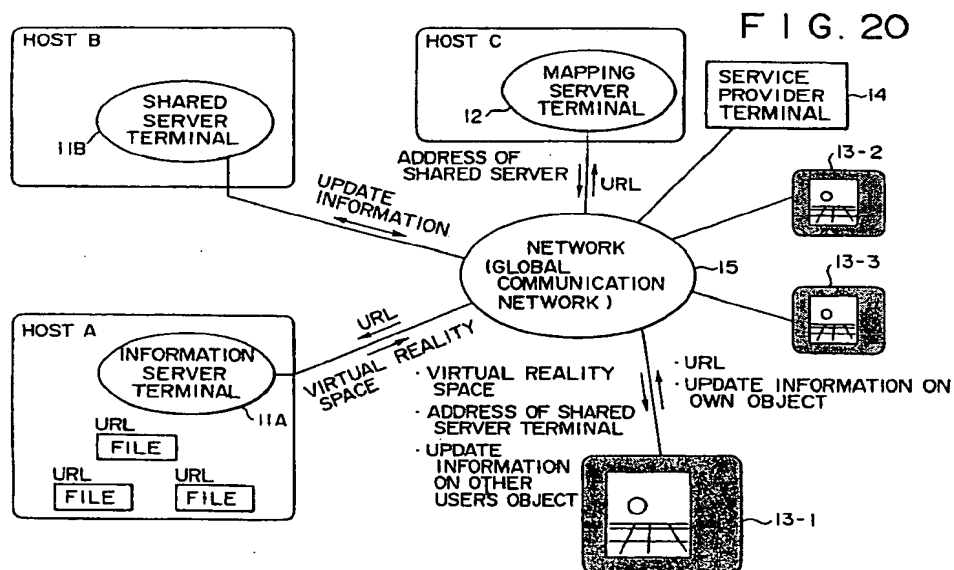 F I G. 20
HOST B
SHARED
SERVER
TERMINAL
11B
HOST C
MAPPING
SERVER
TERMINAL
12
SERVICE
PROVIDER
TERMINAL
14
ADDRESS OF
SHARED SERVER
URL
13-2
UPDATE
INFORMATION
NETWORK
(GLOBAL
COMMUNICATION
NETWORK)
15
13-3
HOST A
INFORMATION
SERVER
TERMINAL
11A
URL
FILE
URL
FILE
URL
FILE
URL
VIRTUAL REALITY
SPACE
· VIRTUAL REALITY
SPACE
· ADDRESS OF SHARED
SERVER TERMINAL
· UPDATE
INFORMATION
ON OTHER
USER'S OBJECT
· URL
· UPDATE INFORMATION ON
OWN OBJECT
13-1